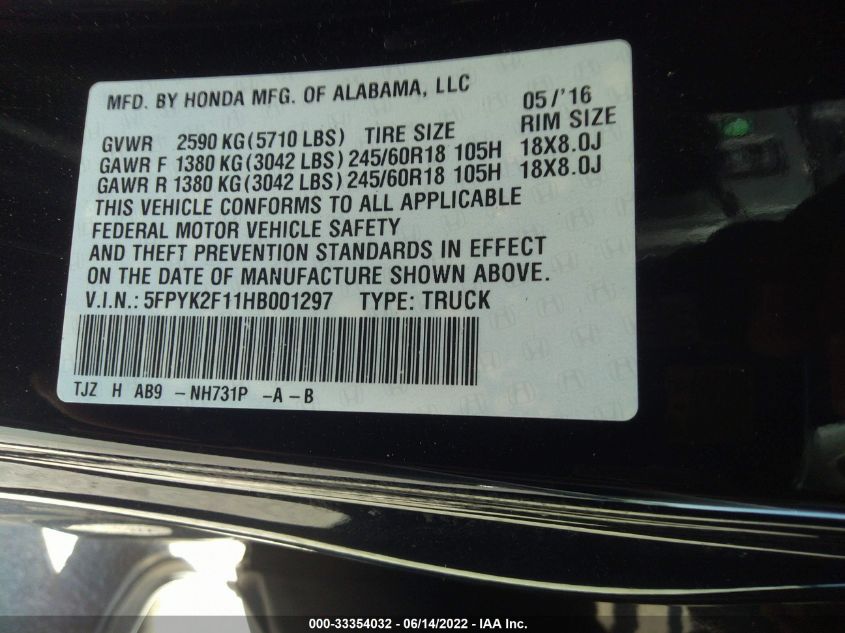 MFD. BY HONDA MFG. OF ALABAMA, LLC 05/'16
GVWR 2590 KG (5710 LBS) TIRE SIZE RIM SIZE
GAWR F 1380 KG (3042 LBS) 245/60R18 105H 18X8.0J
GAWR R 1380 KG (3042 LBS) 245/60R18 105H 18X8.0J
THIS VEHICLE CONFORMS TO ALL APPLICABLE
FEDERAL MOTOR VEHICLE SAFETY
AND THEFT PREVENTION STANDARDS IN EFFECT
ON THE DATE OF MANUFACTURE SHOWN ABOVE.
V.I.N.: 5FPYK2F11HB001297 TYPE: TRUCK
TJZ H AB9 - NH731P -A - B
000-33354032 - 06/14/2022 - IAA Inc.